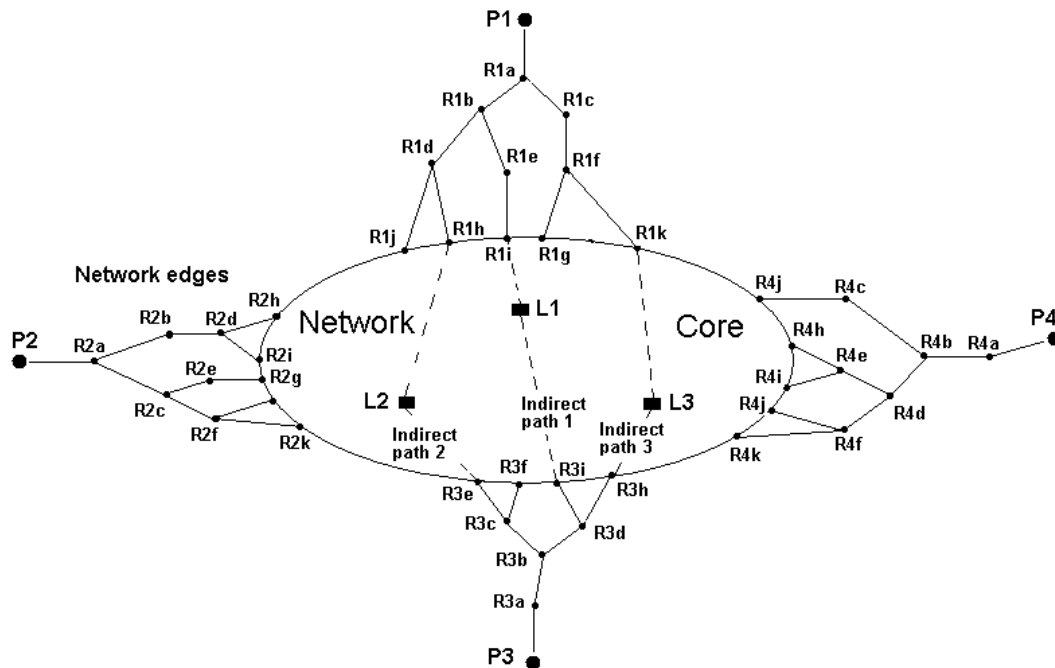 P1
R1a
R1b
R1c
R1d
R1e
R1f
R1j
R1h
R1i
R1g
R1k
Network edges
R2h
R4j
R4c
P4
P2
R2a
R2b
R2d
Network
L1
Core
R4h
R4b
R4a
R2i
R4e
R2e
R2g
R4i
R2c
L2
L3
R4j
R4d
R2f
R2k
Indirect
path 2
Indirect
path 1
Indirect
path 3
R4k
R4f
R3e
R3f
R3i
R3h
R3c
R3d
R3b
R3a
P3